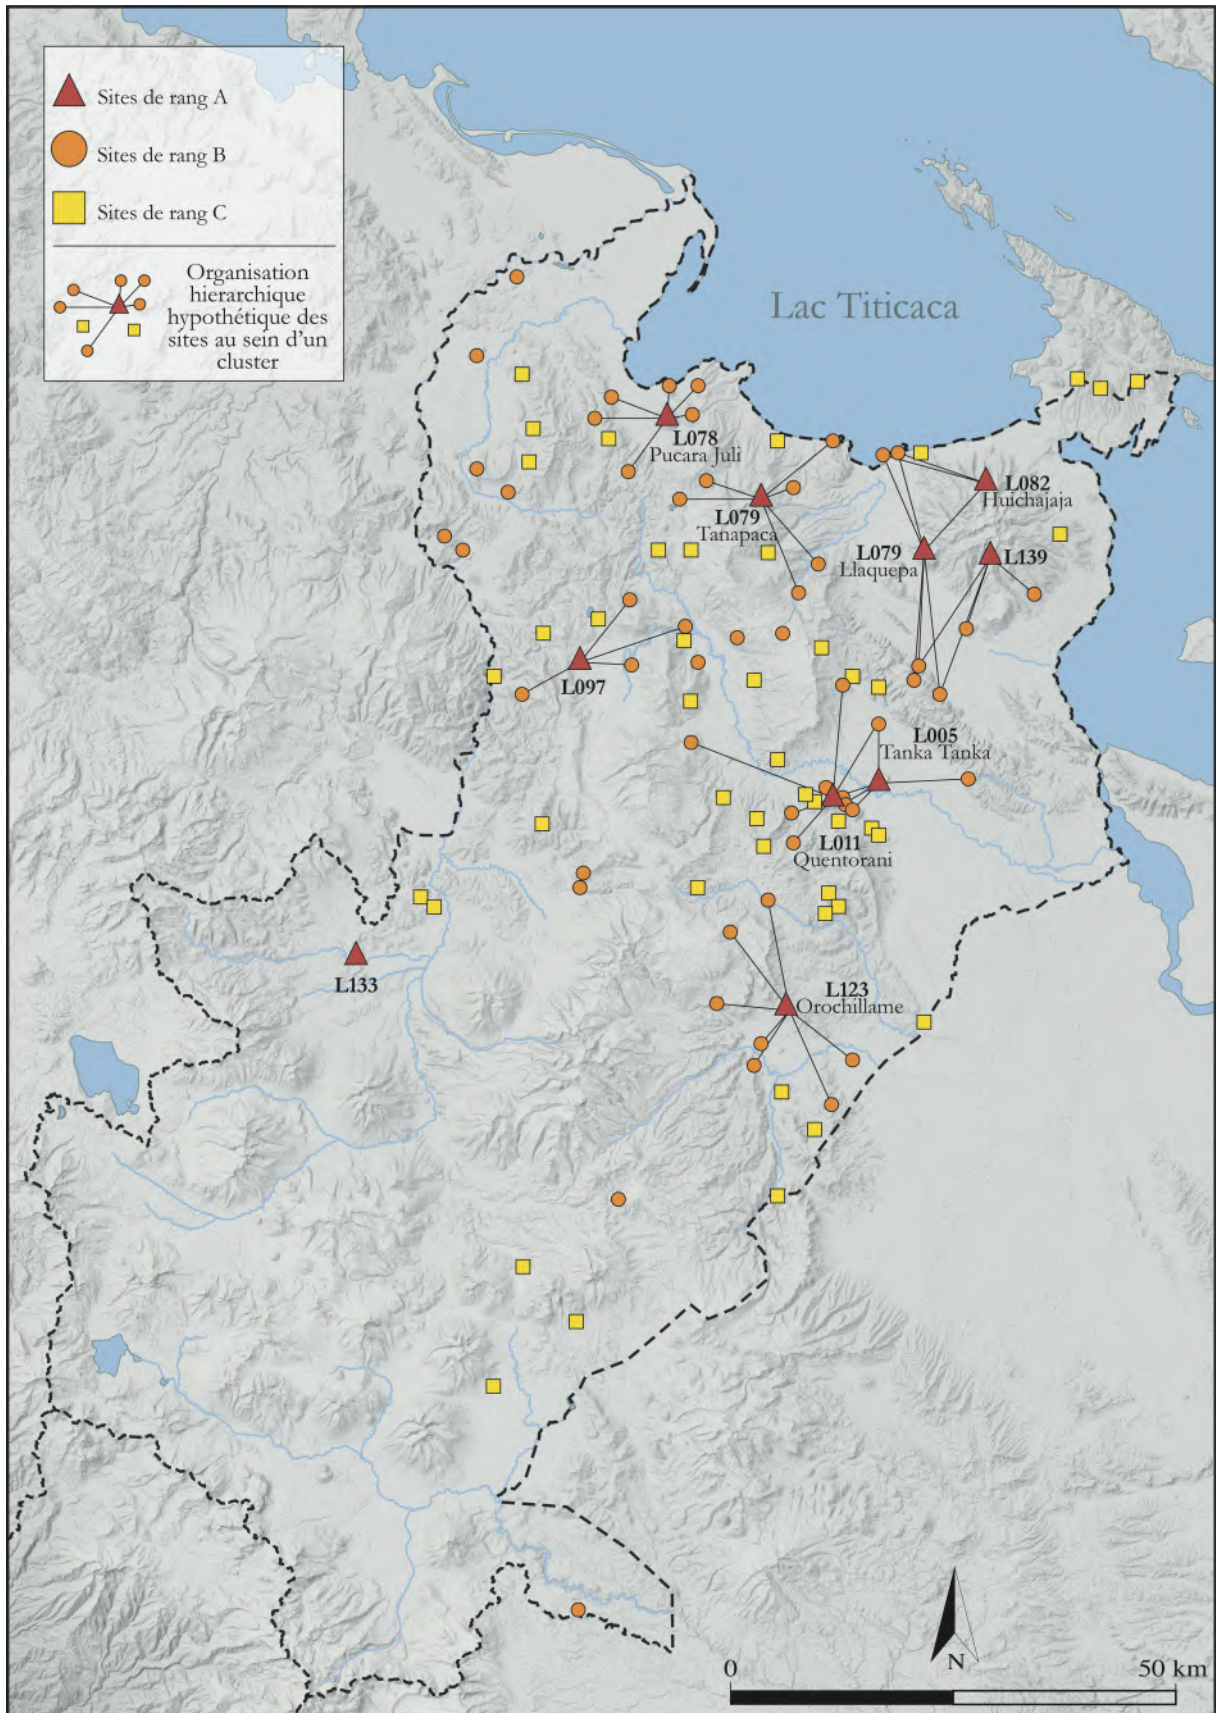 Sites de rang A
Sites de rang B
Sites de rang C
Organisation
hierarchique
hypothétique des
sites au sein d'un
cluster
Lac Titicaca
L078
Pucara Juli
L082
Huichajaja
L079
Tanapaca
L079
Llaquepa
L139
L097
L005
Tanka Tanka
L011
Quentorani
L133
L123
Orochillame
N
0
50 km